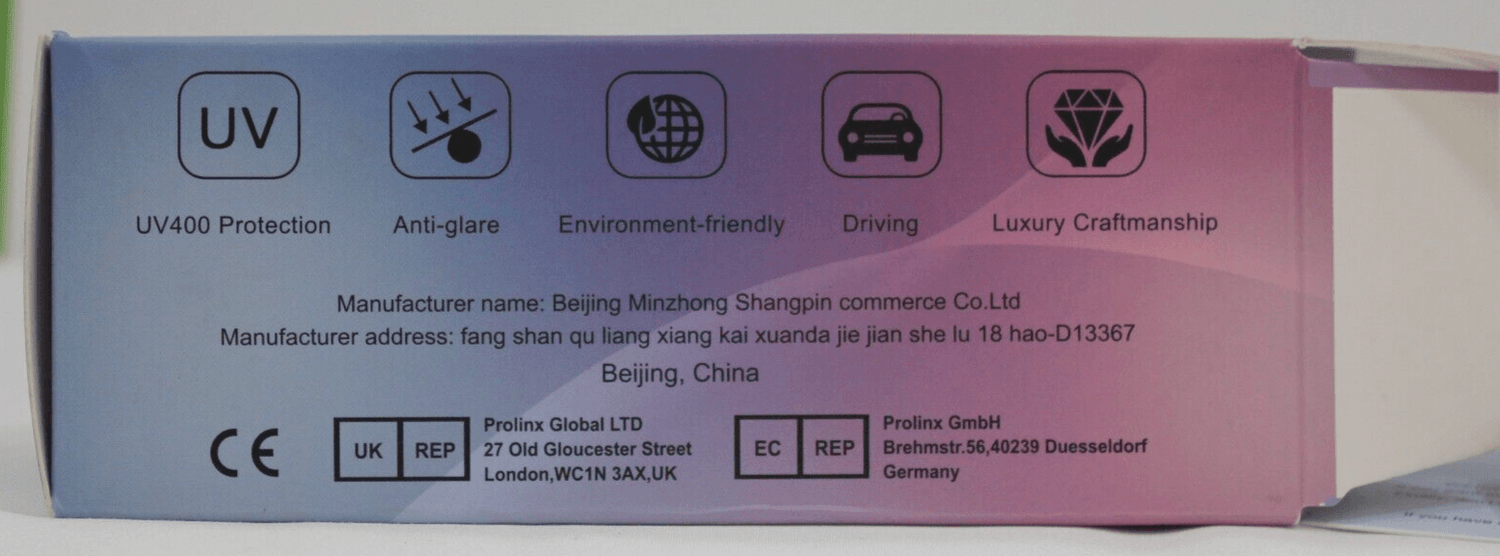 UV
UV400 Protection
Anti-glare
Environment-friendly
Driving
Luxury Craftmanship
Manufacturer name: Beijing Minzhong Shangpin commerce Co.Ltd
Manufacturer address: fang shan qu liang xiang kai xuanda jie jian she lu 18 hao-D13367
Beijing, China
CE
UK REP
Prolinx Global LTD
27 Old Gloucester Street
London,WC1N 3AX,UK
EC REP
Prolinx GmbH
Brehmstr.56,40239 Duesseldorf
Germany
if you have